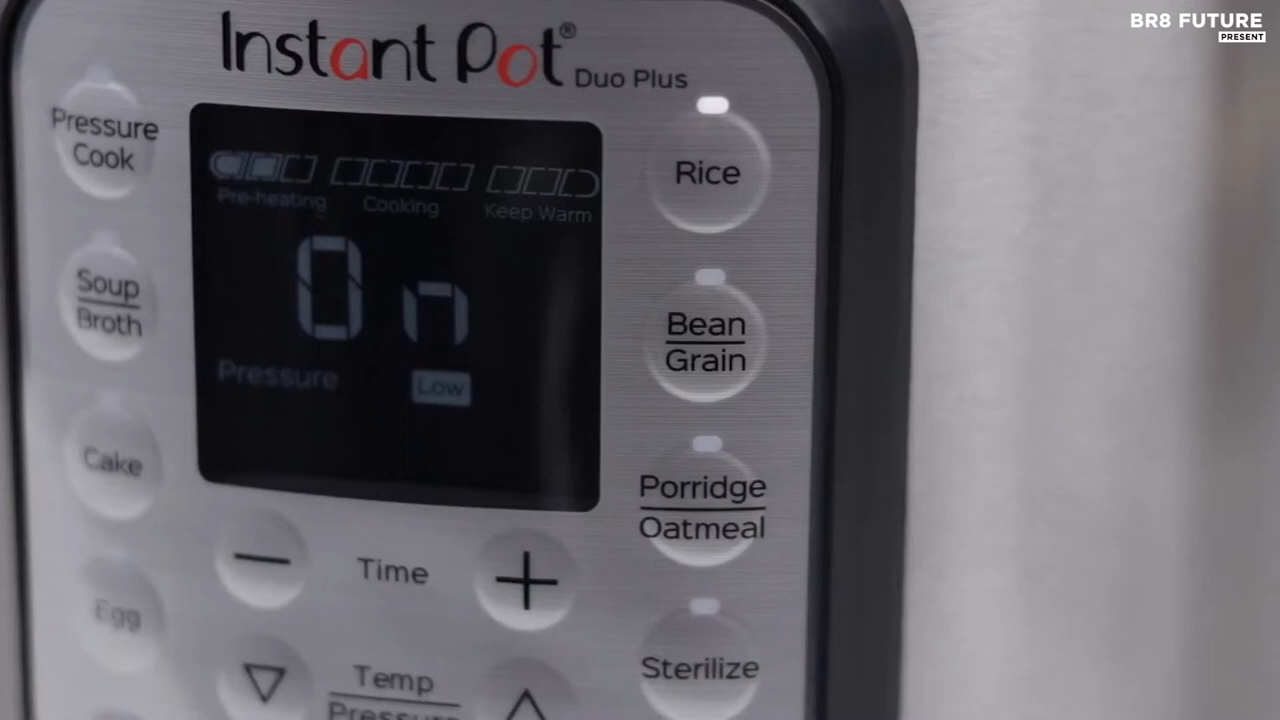 BR8 FUTURE
PRESENT
Instant Pot®
Duo Plus
Pressure
Cook
Soup
Broth
Cake
Egg
Pre-heating
Cooking
Keep Warm
On
Pressure
Low
Rice
Bean
Grain
Porridge
Oatmeal
Sterilize
Time
Temp
Pressure